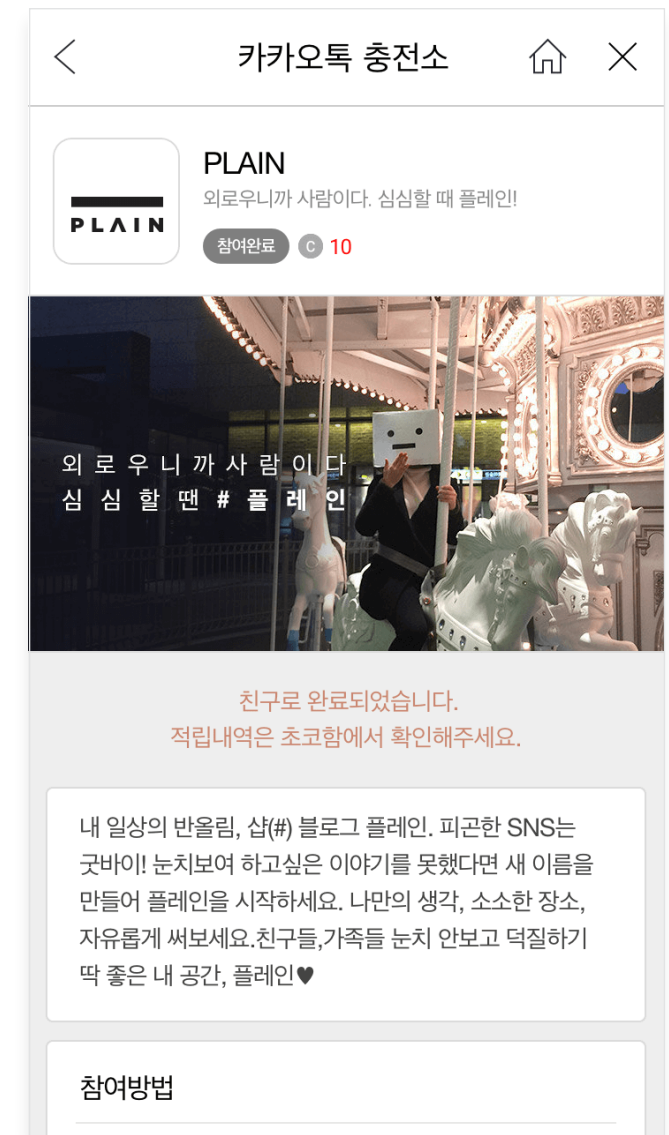 카카오톡 충전소
PLAIN
PLAIN
외로우니까 사람이다. 심심할 때 플레인!
참여완료 C 10
외로우니까사람이다
심심할땐#플레인
친구로 완료되었습니다.
적립내역은 초코함에서 확인해주세요.
내 일상의 반올림, 샵(#) 블로그 플레인. 피곤한 SNS는
굿바이! 눈치보여 하고싶은 이야기를 못했다면 새 이름을
만들어 플레인을 시작하세요. 나만의 생각, 소소한 장소,
자유롭게 써보세요.친구들,가족들 눈치 안보고 덕질하기
딱 좋은 내 공간, 플레인♥
참여방법